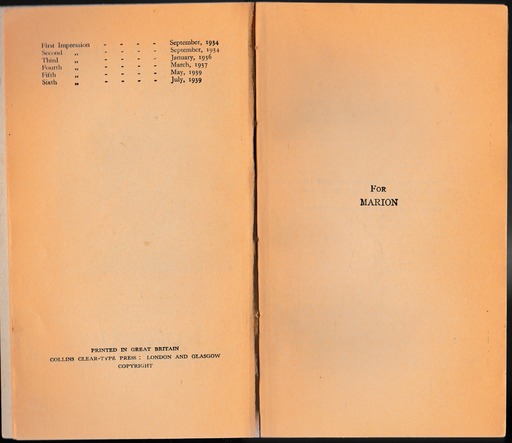 First Impression - - - - September, 1934
Second „ - - - - September, 1934
Third „ - - - - January, 1936
Fourth „ - - - - March, 1937
Fifth „ - - - - May, 1939
Sixth „ - - - - July, 1939
PRINTED IN GREAT BRITAIN
COLLINS CLEAR-TYPE PRESS : LONDON AND GLASGOW
COPYRIGHT
For
MARION